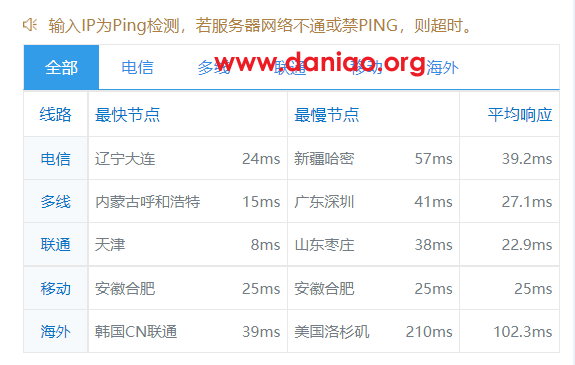 输入IP为Ping检测，若服务器网络不通或禁PING，则超时。
全部 电信 多线 联通 移动 海外
www.daniao.org
线路 最快节点 最慢节点 平均响应
电信 辽宁大连 24ms 新疆哈密 57ms 39.2ms
多线 内蒙古呼和浩特 15ms 广东深圳 41ms 27.1ms
联通 天津 8ms 山东枣庄 38ms 22.9ms
移动 安徽合肥 25ms 安徽合肥 25ms 25ms
海外 韩国CN联通 39ms 美国洛杉矶 210ms 102.3ms